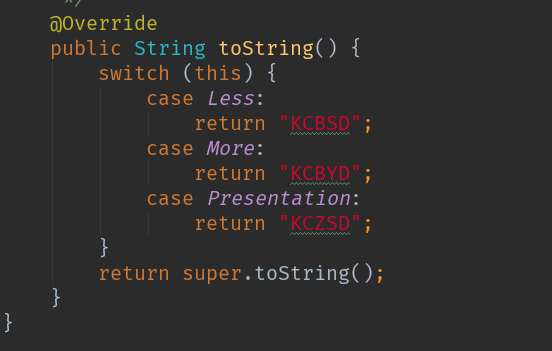 */
@Override
public String toString() {
switch (this) {
case Less:
return "KCBSD";
case More:
return "KCBYD";
case Presentation:
return "KCZSD";
}
return super.toString();
}
}